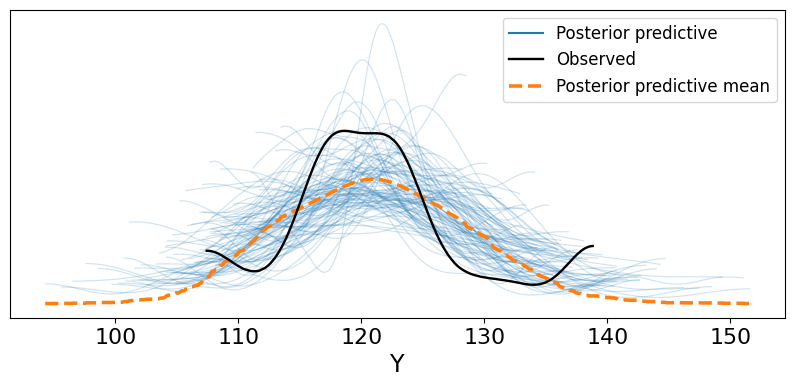 Posterior predictive
Observed
Posterior predictive mean
100 110 120 130 140 150
Y